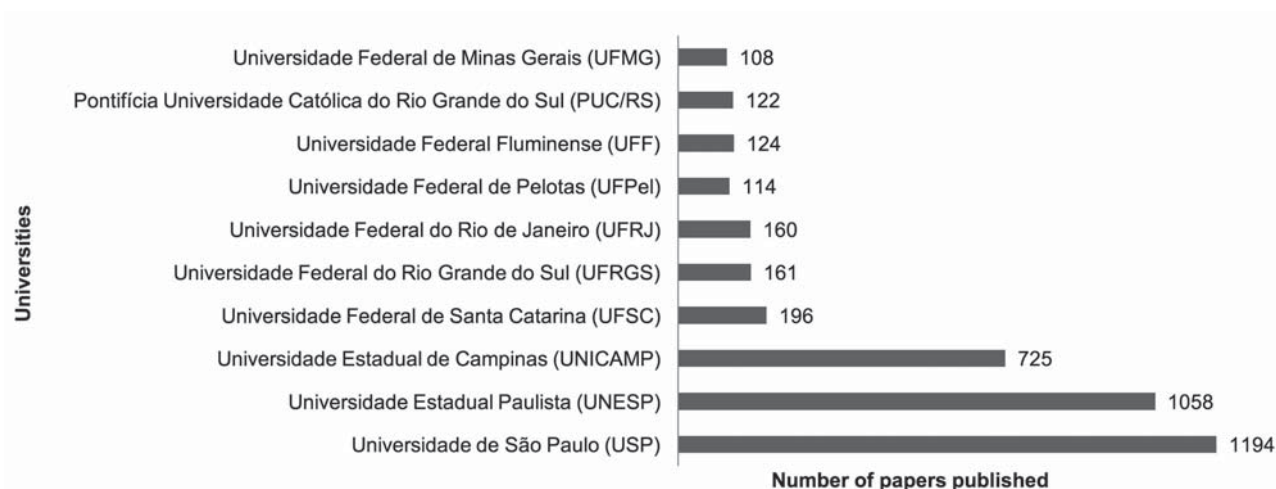 Universities
Universidade Federal de Minas Gerais (UFMG) 108
Pontifícia Universidade Católica do Rio Grande do Sul (PUC/RS) 122
Universidade Federal Fluminense (UFF) 124
Universidade Federal de Pelotas (UFPel) 114
Universidade Federal do Rio de Janeiro (UFRJ) 160
Universidade Federal do Rio Grande do Sul (UFRGS) 161
Universidade Federal de Santa Catarina (UFSC) 196
Universidade Estadual de Campinas (UNICAMP) 725
Universidade Estadual Paulista (UNESP) 1058
Universidade de São Paulo (USP) 1194
Number of papers published